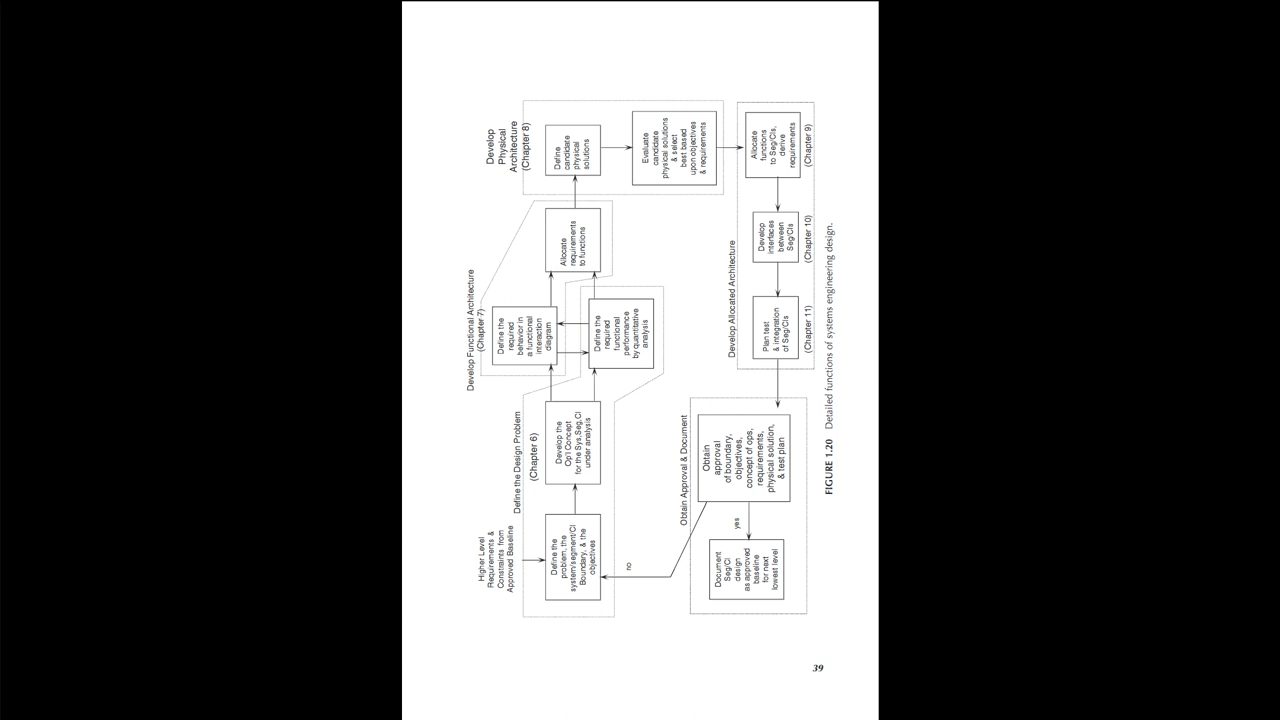 Higher Level
Requirements &
Constraints from
Approved Baseline
Define the Design Problem
(Chapter 6)
Define the
problem, the
system/segment/CI
Boundary, & the
objectives
Develop the
Op'l Concept
for the Sys,Seg,CI
under analysis
Develop Functional Architecture
(Chapter 7)
Define the
required
behavior in
a functional
interaction
diagram
Define the
required
functional
performance
by quantitative
analysis
Allocate
requirements
to functions
Develop
Physical
Architecture
(Chapter 8)
Define
candidate
physical
solutions
Evaluate
candidate
physical solutions
& select
best based
upon objectives
& requirements
Develop Allocated Architecture
Allocate
functions
to Seg/CIs,
derive
requirements
(Chapter 9)
Develop
interfaces
between
Seg/CIs
(Chapter 10)
Plan test
& integration
of Seg/CIs
(Chapter 11)
Obtain Approval & Document
Obtain
approval
of boundary,
objectives,
concept of ops,
requirements,
physical solution,
& test plan
no
yes
Document
Seg/CI
design
as approved
baseline
for next
lowest level
FIGURE 1.20 Detailed functions of systems engineering design.
39